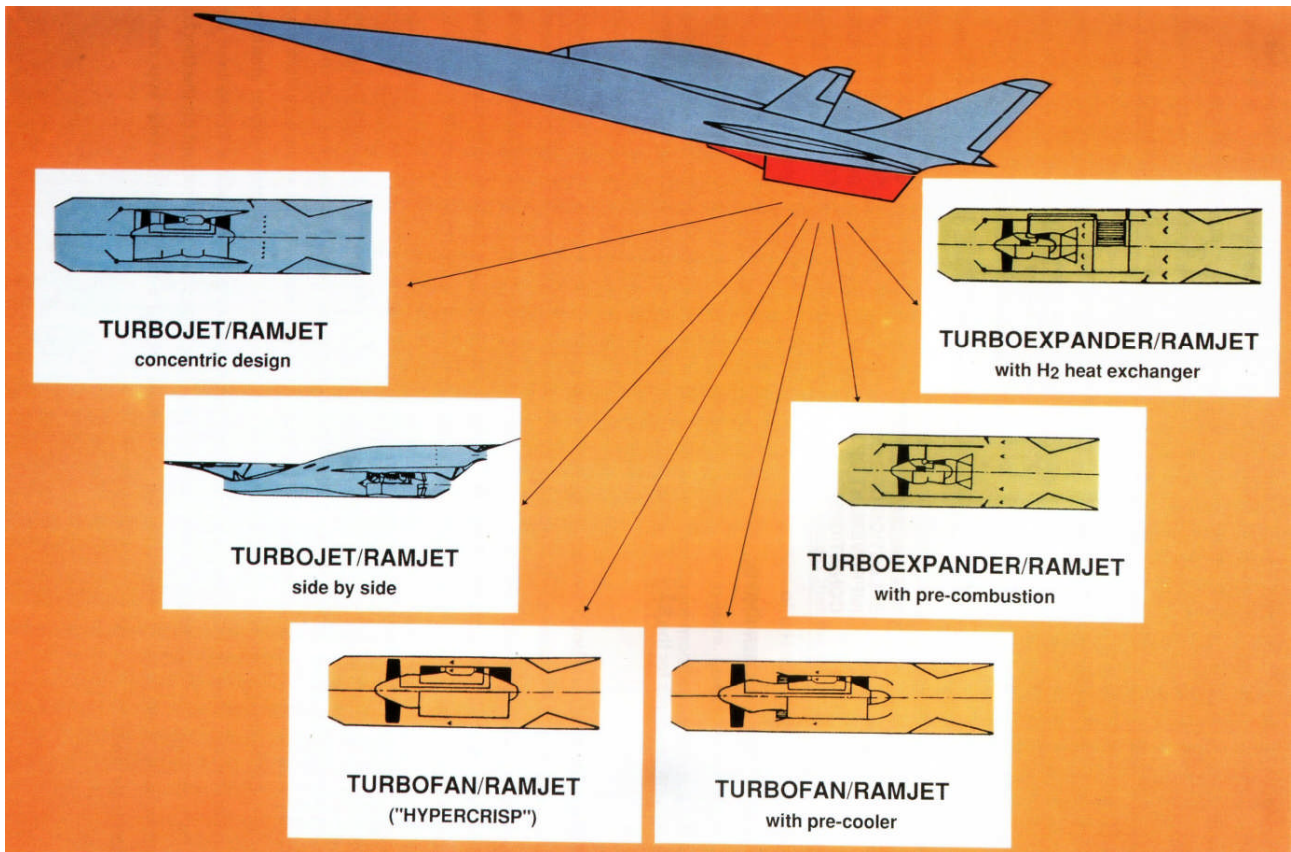 TURBOJET/RAMJET
concentric design
TURBOEXPANDER/RAMJET
with H2 heat exchanger
TURBOJET/RAMJET
side by side
TURBOEXPANDER/RAMJET
with pre-combustion
TURBOFAN/RAMJET
("HYPERCRISP")
TURBOFAN/RAMJET
with pre-cooler